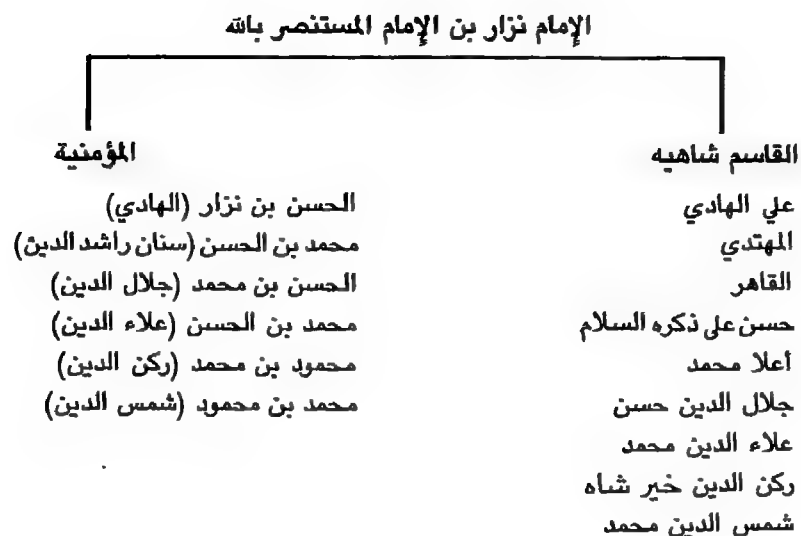 الإمام نزار بن الإمام المستنصر بالله
القاسم شاهيه
علي الهادي
المهتدي
القاهر
حسن على ذكره السلام
أعلا محمد
جلال الدين حسن
علاء الدين محمد
ركن الدين خير شاه
شمس الدين محمد
المؤمنية
الحسن بن نزار (الهادي)
محمد بن الحسن (سنان راشد الدين)
الحسن بن محمد (جلال الدين)
محمد بن الحسن (علاء الدين)
محمود بن محمد (ركن الدين)
محمد بن محمود (شمس الدين)